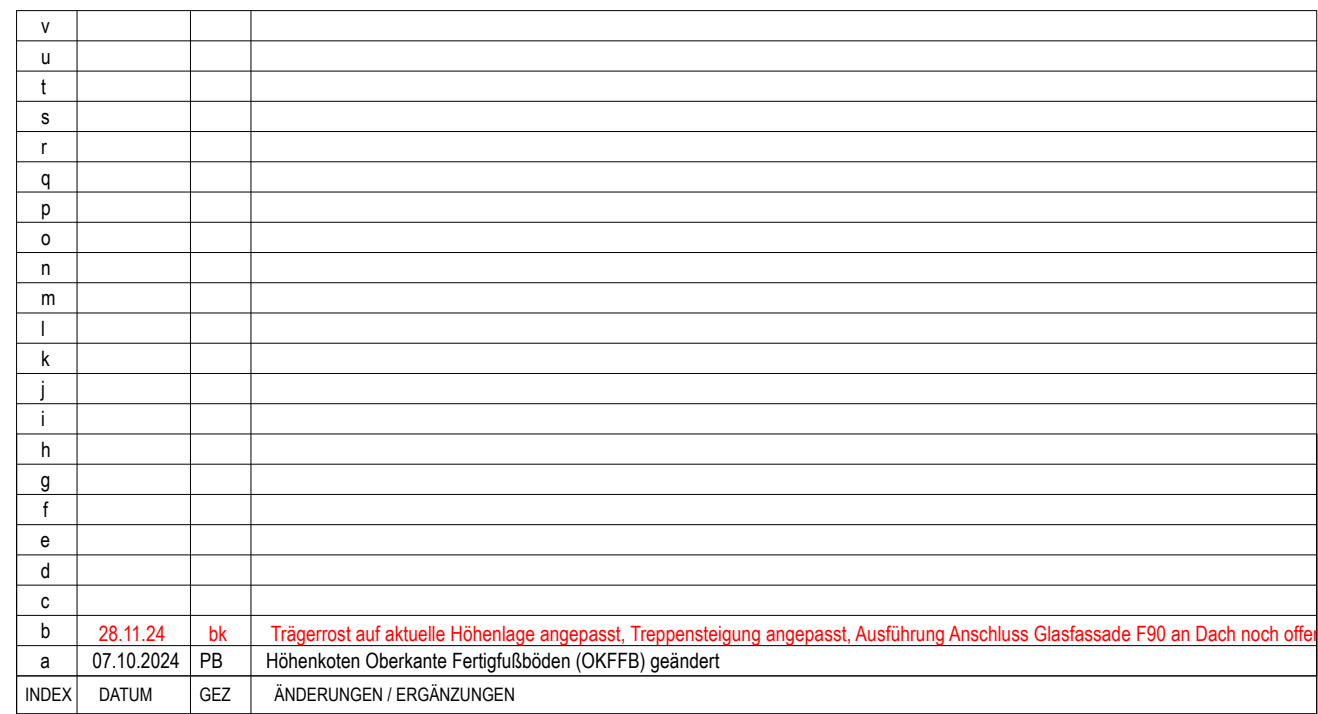 v
u
t
s
r
q
p
o
n
m
l
k
j
i
h
g
f
e
d
c
b 28.11.24 bk Trägerrost auf aktuelle Höhenlage angepasst, Treppensteigung angepasst, Ausführung Anschluss Glasfassade F90 an Dach noch
a 07.10.2024 PB Höhenkoten Oberkante Fertigfußböden (OKFFB) geändert
INDEX DATUM GEZ ÄNDERUNGEN / ERGÄNZUNGEN